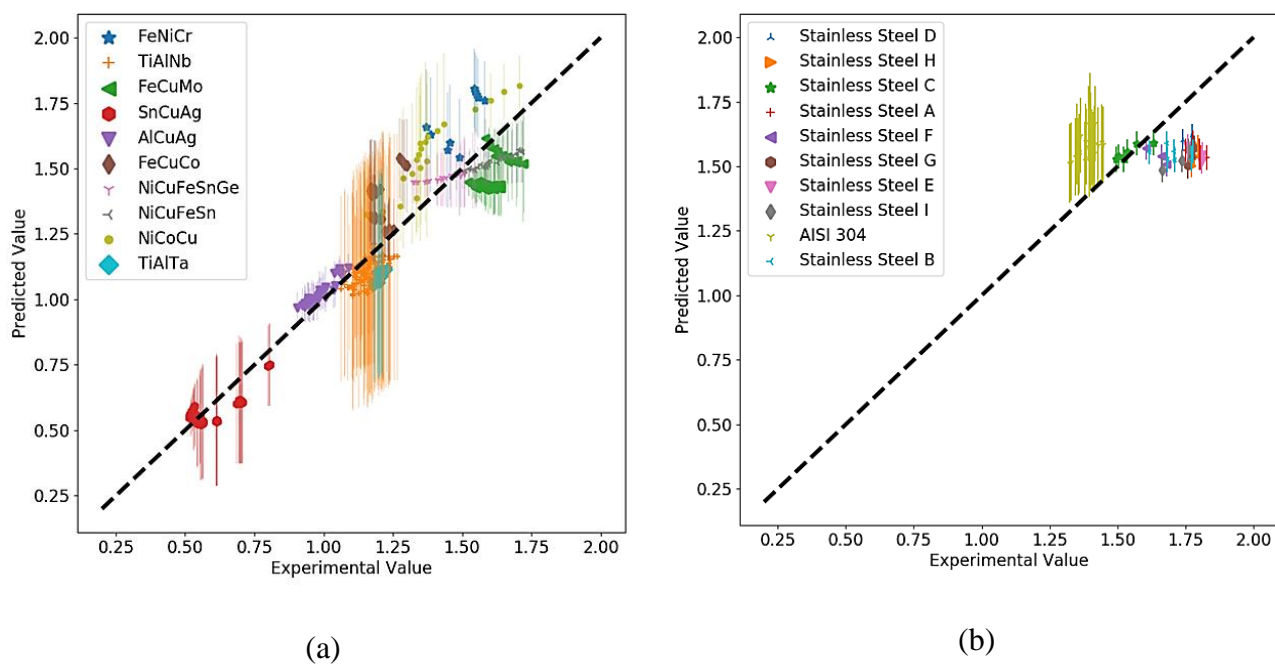 2.00
1.75
1.50
1.25
1.00
0.75
0.50
0.25
Predicted Value
FeNiCr
TiAlNb
FeCuMo
SnCuAg
AlCuAg
FeCuCo
NiCuFeSnGe
NiCuFeSn
NiCoCu
TiAlTa
0.25 0.50 0.75 1.00 1.25 1.50 1.75 2.00
Experimental Value
(a)
2.00
1.75
1.50
1.25
1.00
0.75
0.50
0.25
Predicted Value
Stainless Steel D
Stainless Steel H
Stainless Steel C
Stainless Steel A
Stainless Steel F
Stainless Steel G
Stainless Steel E
Stainless Steel I
AISI 304
Stainless Steel B
0.25 0.50 0.75 1.00 1.25 1.50 1.75 2.00
Experimental Value
(b)